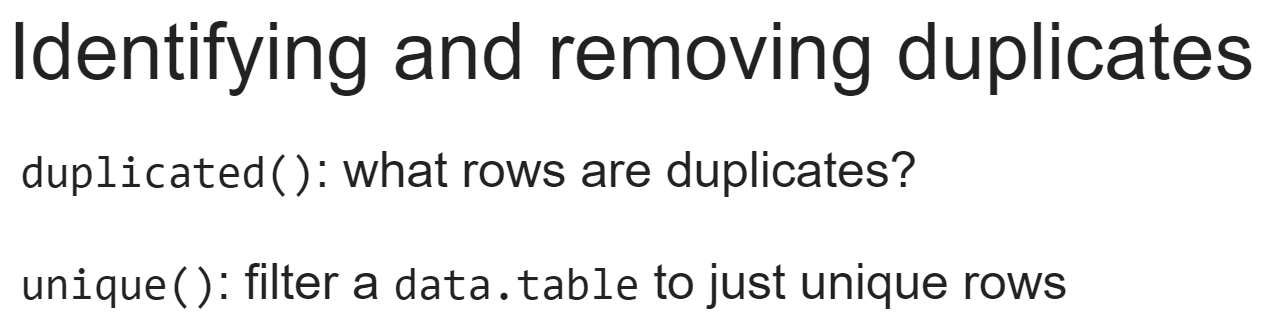 Identifying and removing duplicates
duplicated(): what rows are duplicates?
unique(): filter a data.table to just unique rows